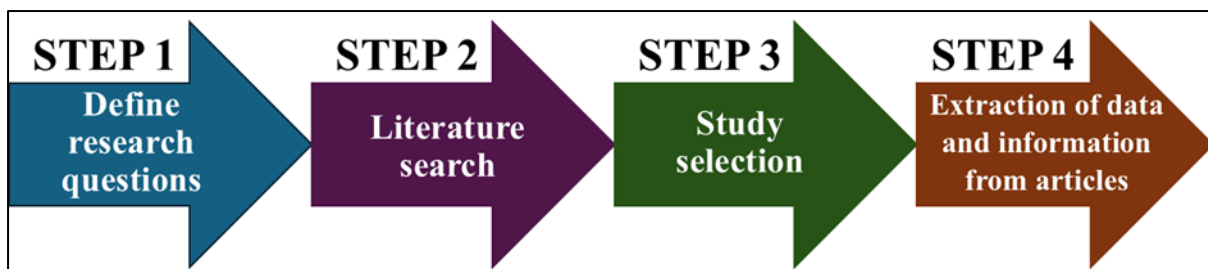 STEP 1
Define
research
questions
STEP 2
Literature
search
STEP 3
Study
selection
STEP 4
Extraction of data
and information
from articles